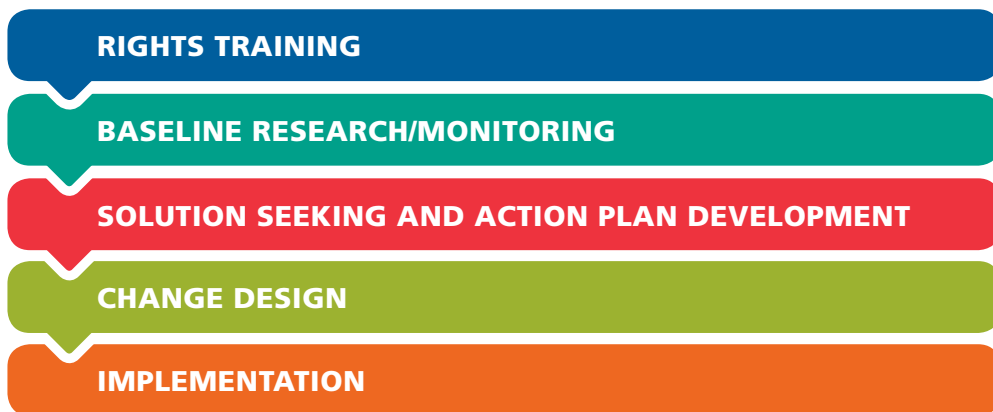 RIGHTS TRAINING
BASELINE RESEARCH/MONITORING
SOLUTION SEEKING AND ACTION PLAN DEVELOPMENT
CHANGE DESIGN
IMPLEMENTATION